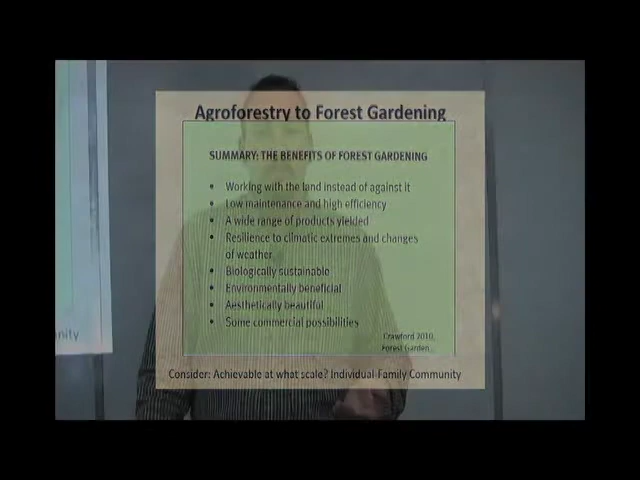 Agroforestry to Forest Gardening
SUMMARY: THE BENEFITS OF FOREST GARDENING
• Working with the land instead of against it
• Low maintenance and high efficiency
• A wide range of products yielded
• Resilience to climatic extremes and changes
of weather
• Biologically sustainable
• Environmentally beneficial
• Aesthetically beautiful
• Some commercial possibilities
Crawford 2010,
Forest Garden...
Consider: Achievable at what scale? Individual-Family Community
nity